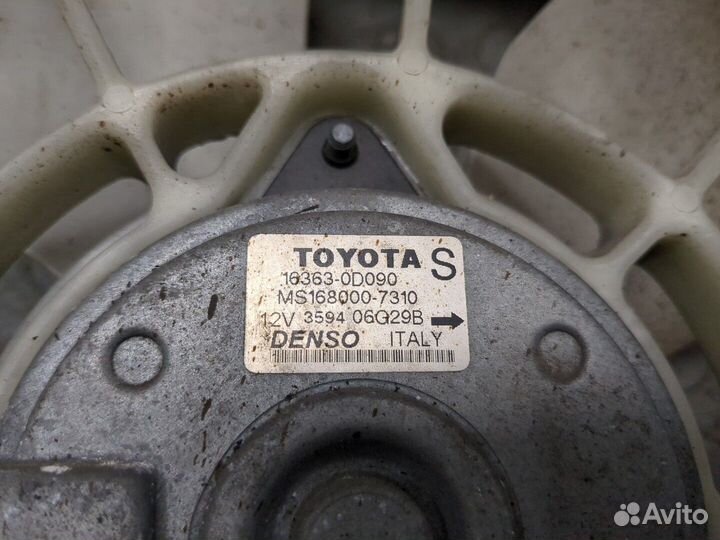 TOYOTA S
16363-0D090
MS168000-7310
12V 3594 06G29B
DENSO ITALY
Avito